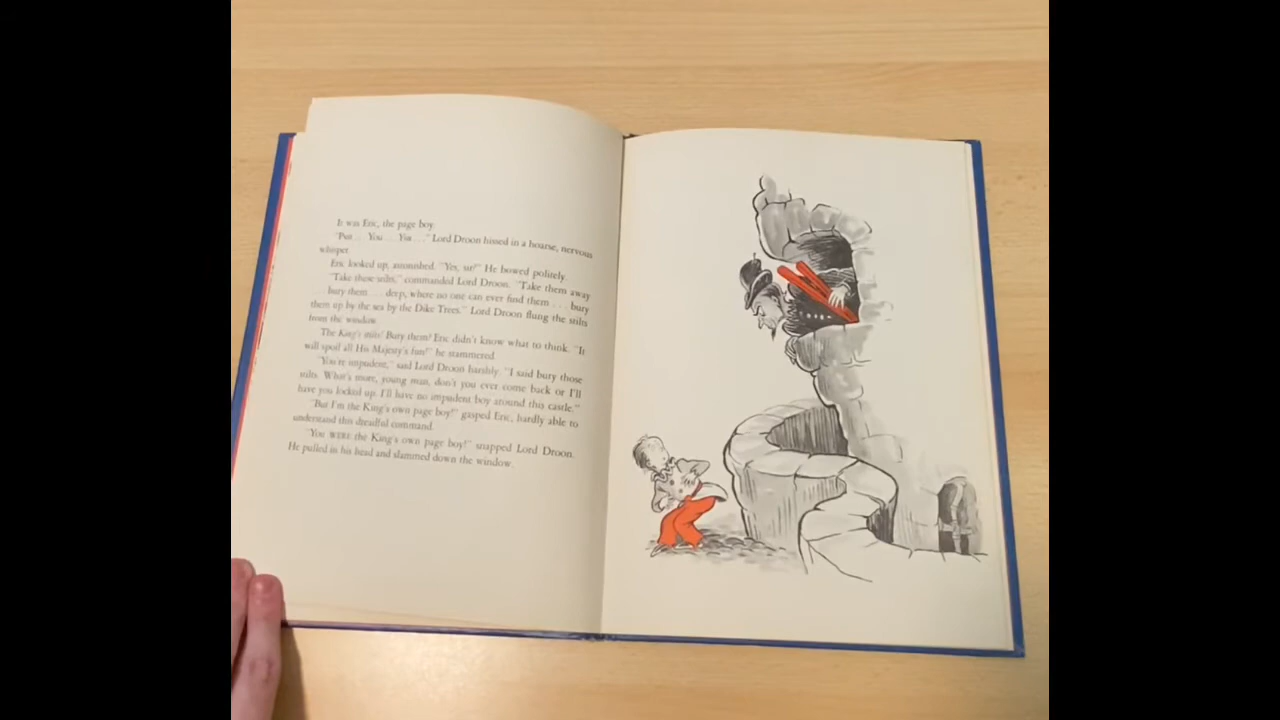 It was Eric, the page boy.
"Psst . . You . . You . . ." Lord Droon hissed in a hoarse, nervous
whisper.
Eric looked up, astonished. "Yes, sir?" He bowed politely.
"Take these stilts," commanded Lord Droon. "Take them away
. . . bury them . . . deep, where no one can ever find them . . . bury
them up by the sea by the Dike Trees." Lord Droon flung the stilts
from the window.
The King's stilts! Bury them? Eric didn't know what to think. "It
will spoil all His Majesty's fun!" he stammered.
"You're impudent," said Lord Droon harshly. "I said bury those
stilts. What's more, young man, don't you ever come back or I'll
have you locked up. I'll have no impudent boy around this castle."
"But I'm the King's own page boy!" gasped Eric, hardly able to
understand this dreadful command.
"You WERE the King's own page boy!" snapped Lord Droon.
He pulled in his head and slammed down the window.